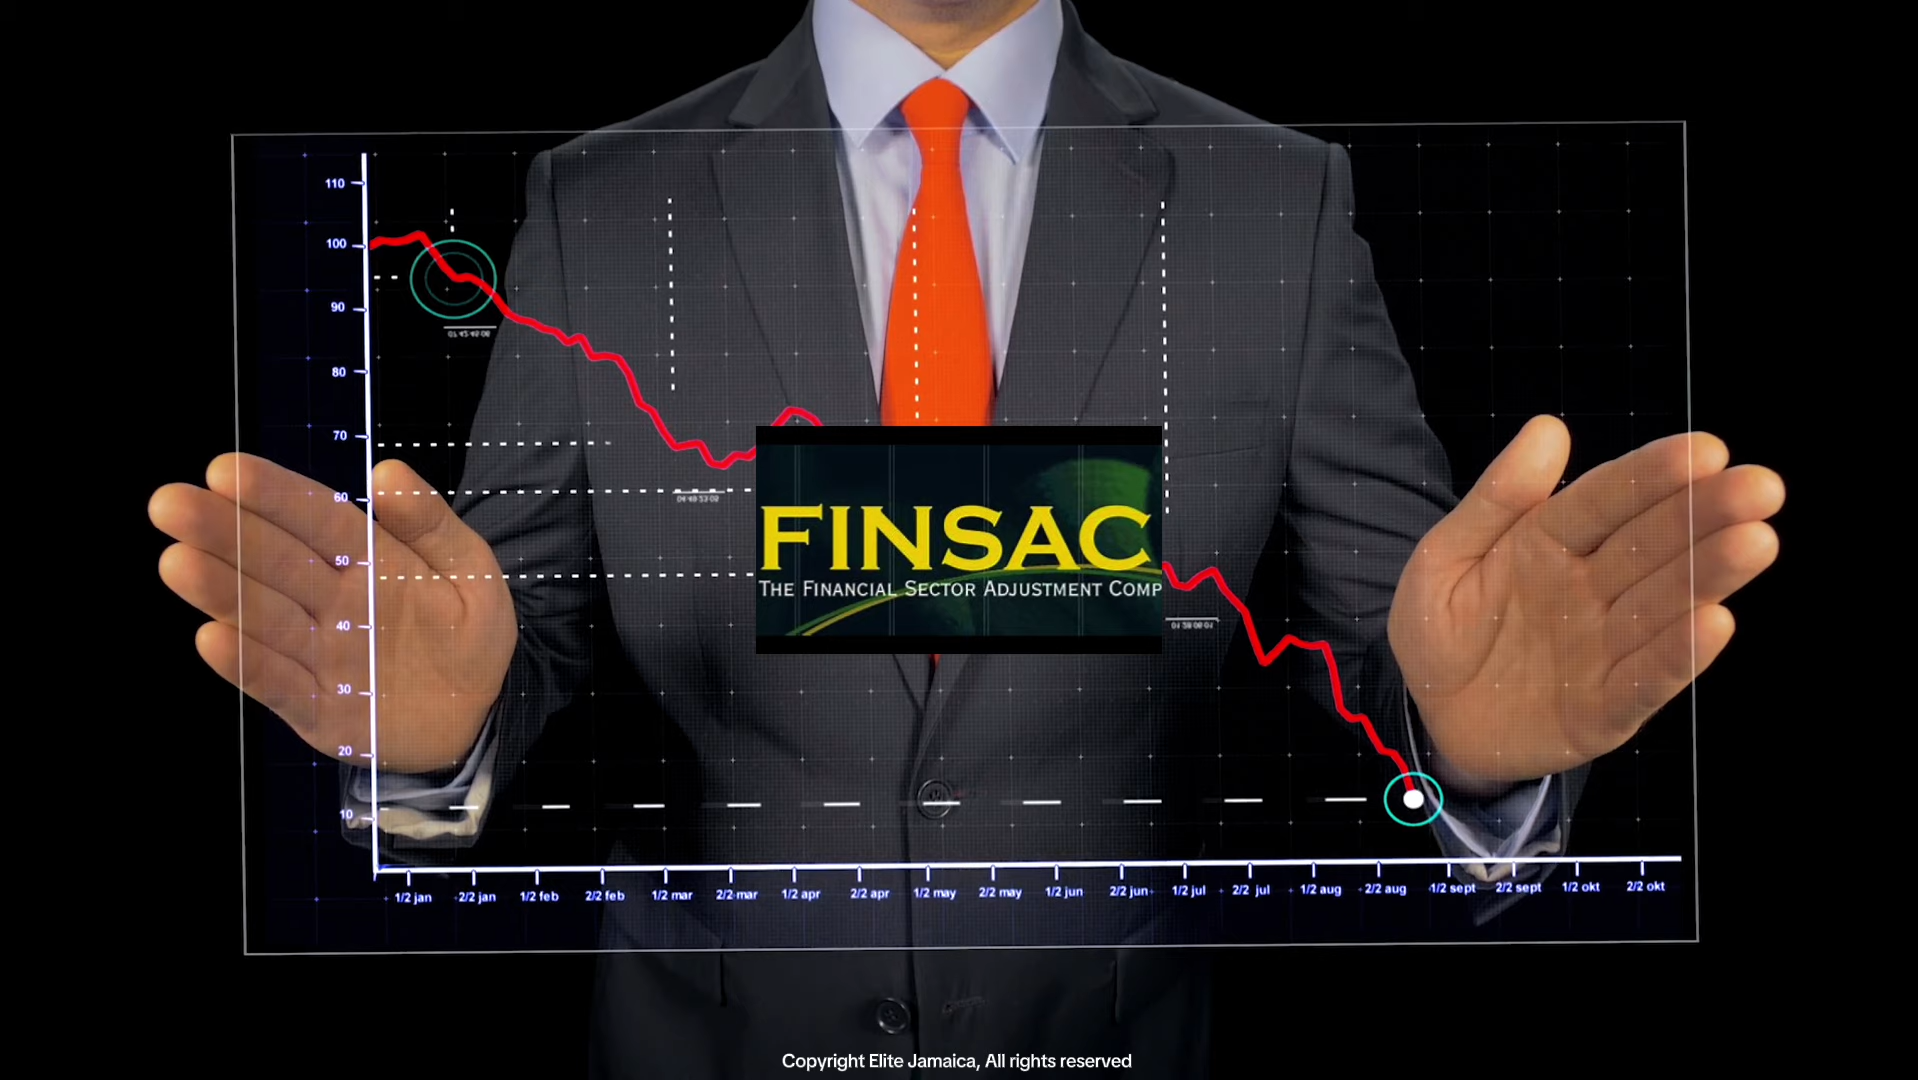 110
100
90
80
70
60
50
40
30
20
10
FINSAC
THE FINANCIAL SECTOR ADJUSTMENT COMP
1/2 jan 2/2 jan 1/2 feb 2/2 feb 1/2 mar 2/2 mar 1/2 apr 2/2 apr 1/2 may 2/2 may 1/2 jun 2/2 jun 1/2 jul 2/2 jul 1/2 aug 2/2 aug 1/2 sept 2/2 sept 1/2 okt 2/2 okt
Copyright Elite Jamaica, All rights reserved